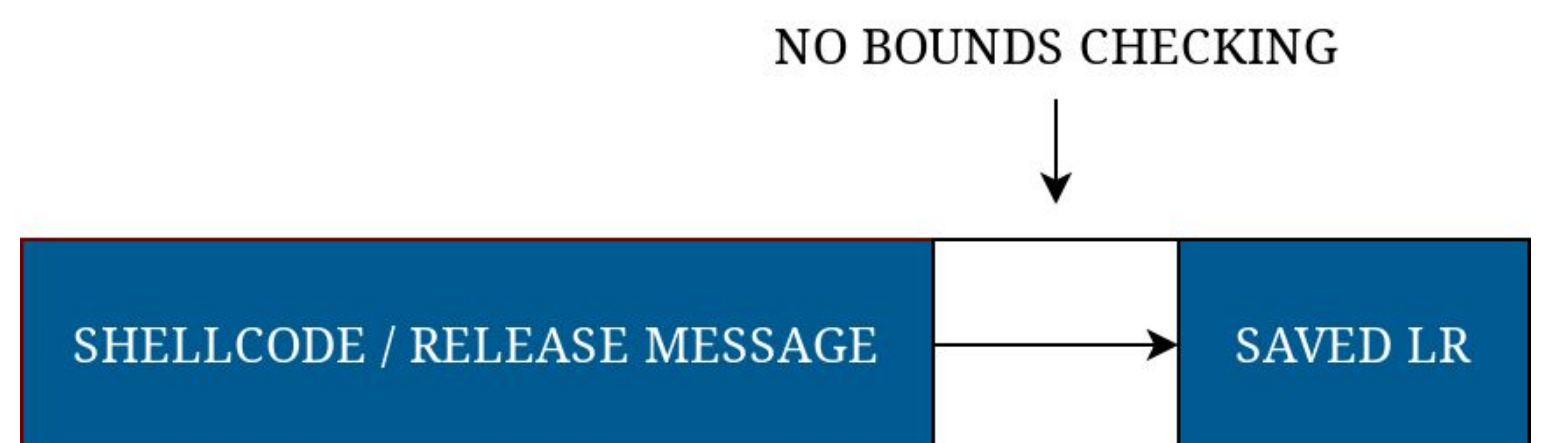 NO BOUNDS CHECKING
SHELLCODE / RELEASE MESSAGE
SAVED LR